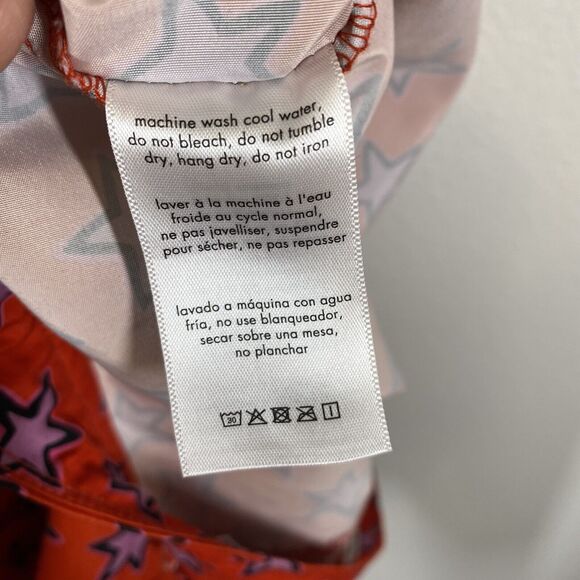 machine wash cool water,
do not bleach, do not tumble
dry, hang dry, do not iron
laver à la machine à l'eau
froide au cycle normal,
ne pas javelliser, suspendre
pour sécher, ne pas repasser
lavado a máquina con agua
fría, no use blanqueador,
secar sobre una mesa,
no planchar
30